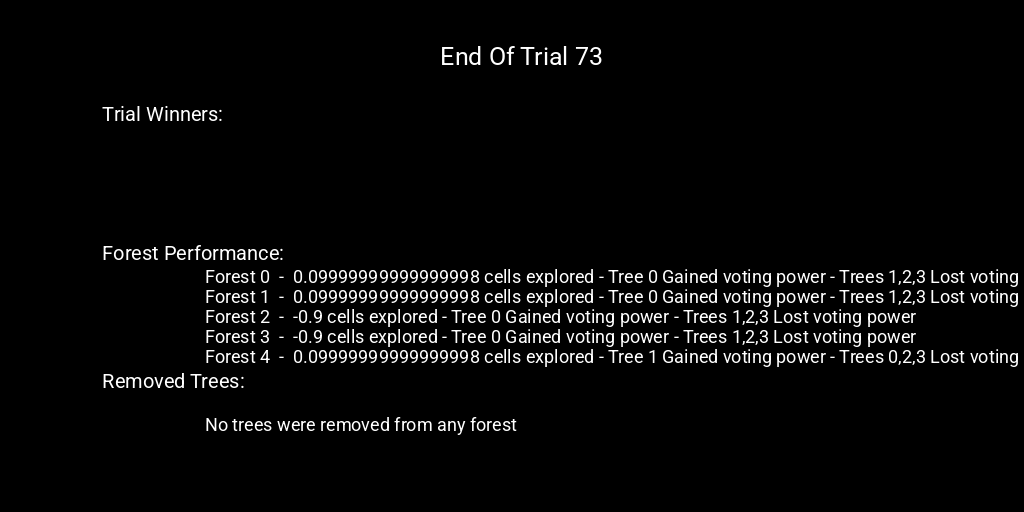 End Of Trial 73
Trial Winners:
Forest Performance:
Forest 0 - 0.09999999999999998 cells explored - Tree 0 Gained voting power - Trees 1,2,3 Lost voting
Forest 1 - 0.09999999999999998 cells explored - Tree 0 Gained voting power - Trees 1,2,3 Lost voting
Forest 2 - -0.9 cells explored - Tree 0 Gained voting power - Trees 1,2,3 Lost voting power
Forest 3 - -0.9 cells explored - Tree 0 Gained voting power - Trees 1,2,3 Lost voting power
Forest 4 - 0.09999999999999998 cells explored - Tree 1 Gained voting power - Trees 0,2,3 Lost voting
Removed Trees:
No trees were removed from any forest